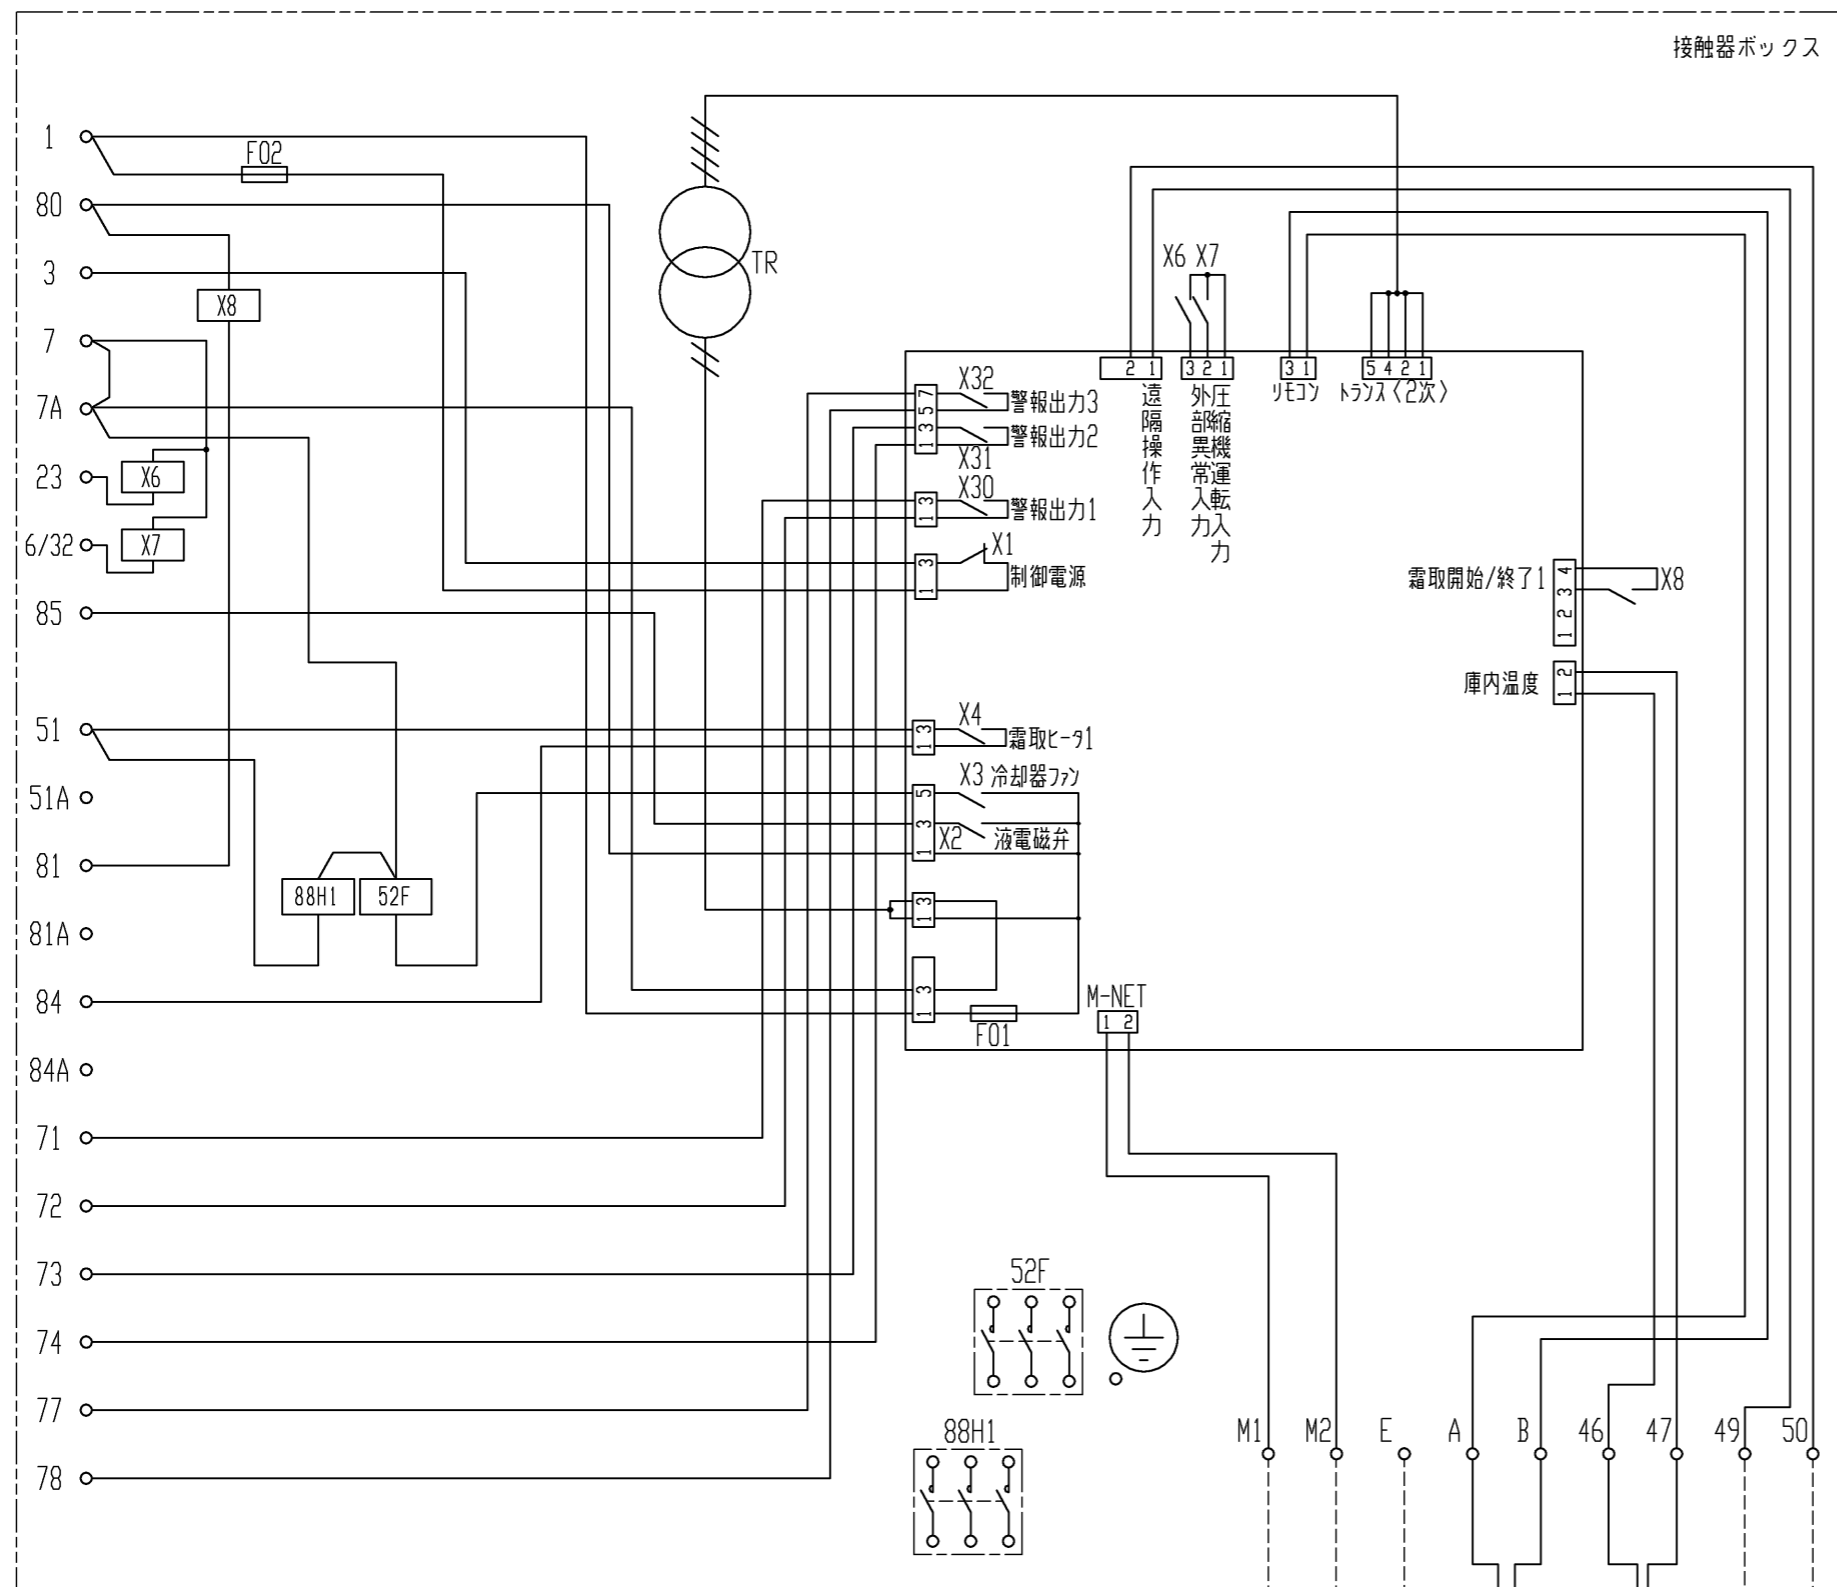 接触器ボックス
1
F02
80
3
TR
X6 X7
X8
7
7A
X32
7
5
3
1
警報出力3
警報出力2
X31
2 1
遠隔操作入力
3 2 1
外部異常入力
圧縮機運転入力
3 1
リモコン
5 4 2 1
トランス〈2次〉
23
X6
X30
3
1
警報出力1
6/32
X7
X1
3
1
制御電源
霜取開始/終了1
4
3
2
1
X8
85
庫内温度
2
1
51
X4
3
1
霜取ヒータ1
51A
X3 冷却器ファン
5
3
1
X2 液電磁弁
81
88H1
52F
3
1
81A
84
3
1
F01
M-NET
1 2
84A
71
72
73
52F
74
77
88H1
M1 M2 E A B 46 47 49 50
78